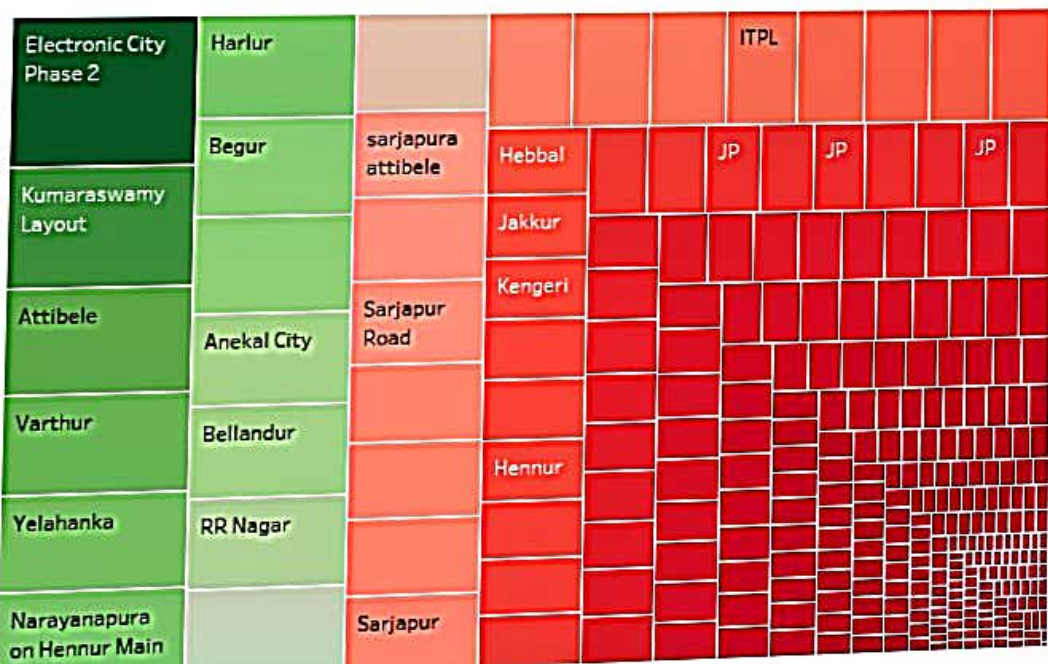 Electronic City
Phase 2
Kumaraswamy
Layout
Attibele
Varthur
Yelahanka
Narayanapura
on Hennur Main
Harlur
Begur
Anekal City
Bellandur
RR Nagar
sarjapura
attibele
Sarjapur
Road
Sarjapur
ITPL
Hebbal
JP
JP
JP
Jakkur
Kengeri
Hennur